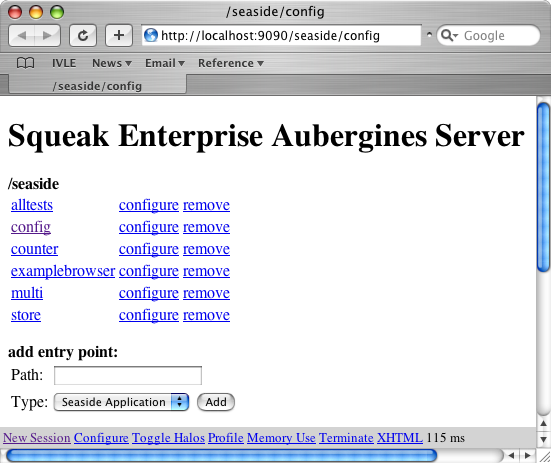 /seaside/config
http://localhost:9090/seaside/config
Google
IVLE News Email Reference
/seaside/config
Squeak Enterprise Aubergines Server
/seaside
alltests configure remove
config configure remove
counter configure remove
examplebrowser configure remove
multi configure remove
store configure remove
add entry point:
Path:
Type: Seaside Application Add
New Session Configure Toggle Halos Profile Memory Use Terminate XHTML 115 ms